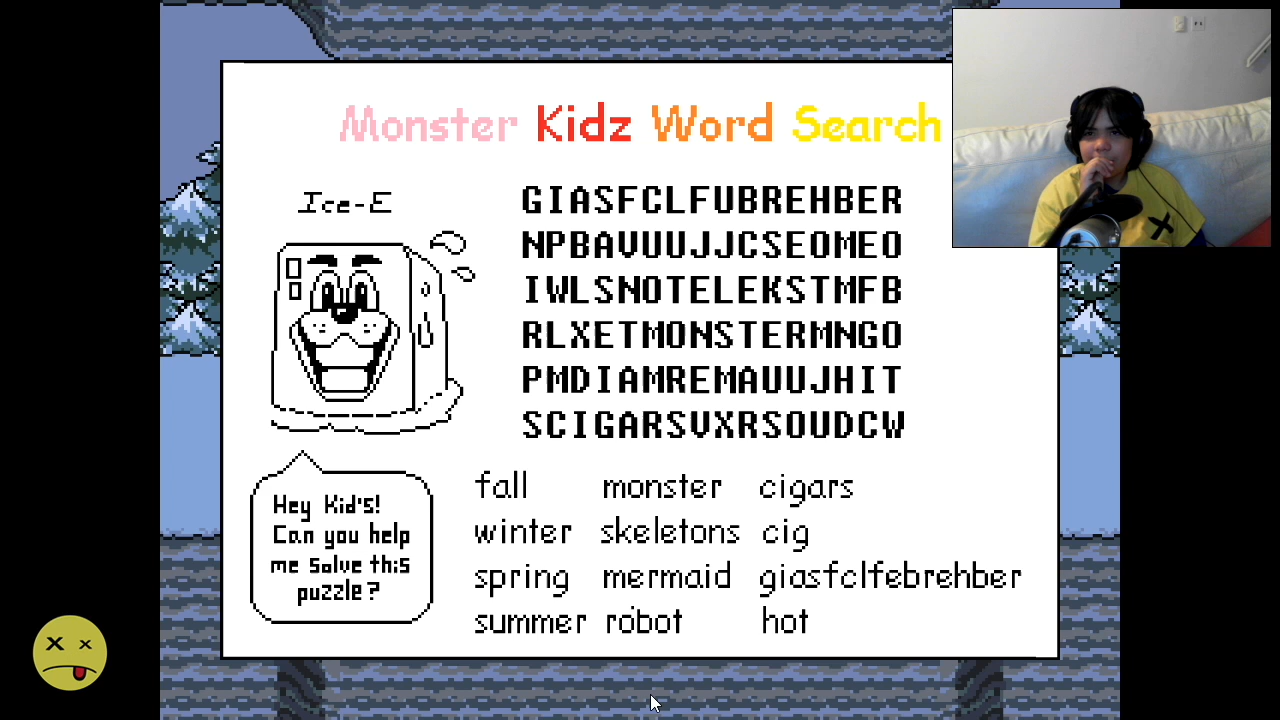 Monster Kidz Word Search
Ice-E
GIASFCLFUBREHBER
NPBAVUUJJCSEOMEO
IWLSNOTELEKSTMFB
RLXETMONSTERMNGO
PMDIAMREMAUUJHIT
SCIGARSVXRSOUDCW
fall monster cigars
winter skeletons cig
spring mermaid giasfclfebrehber
summer robot hot
Hey Kid's!
Can you help
me solve this
puzzle?